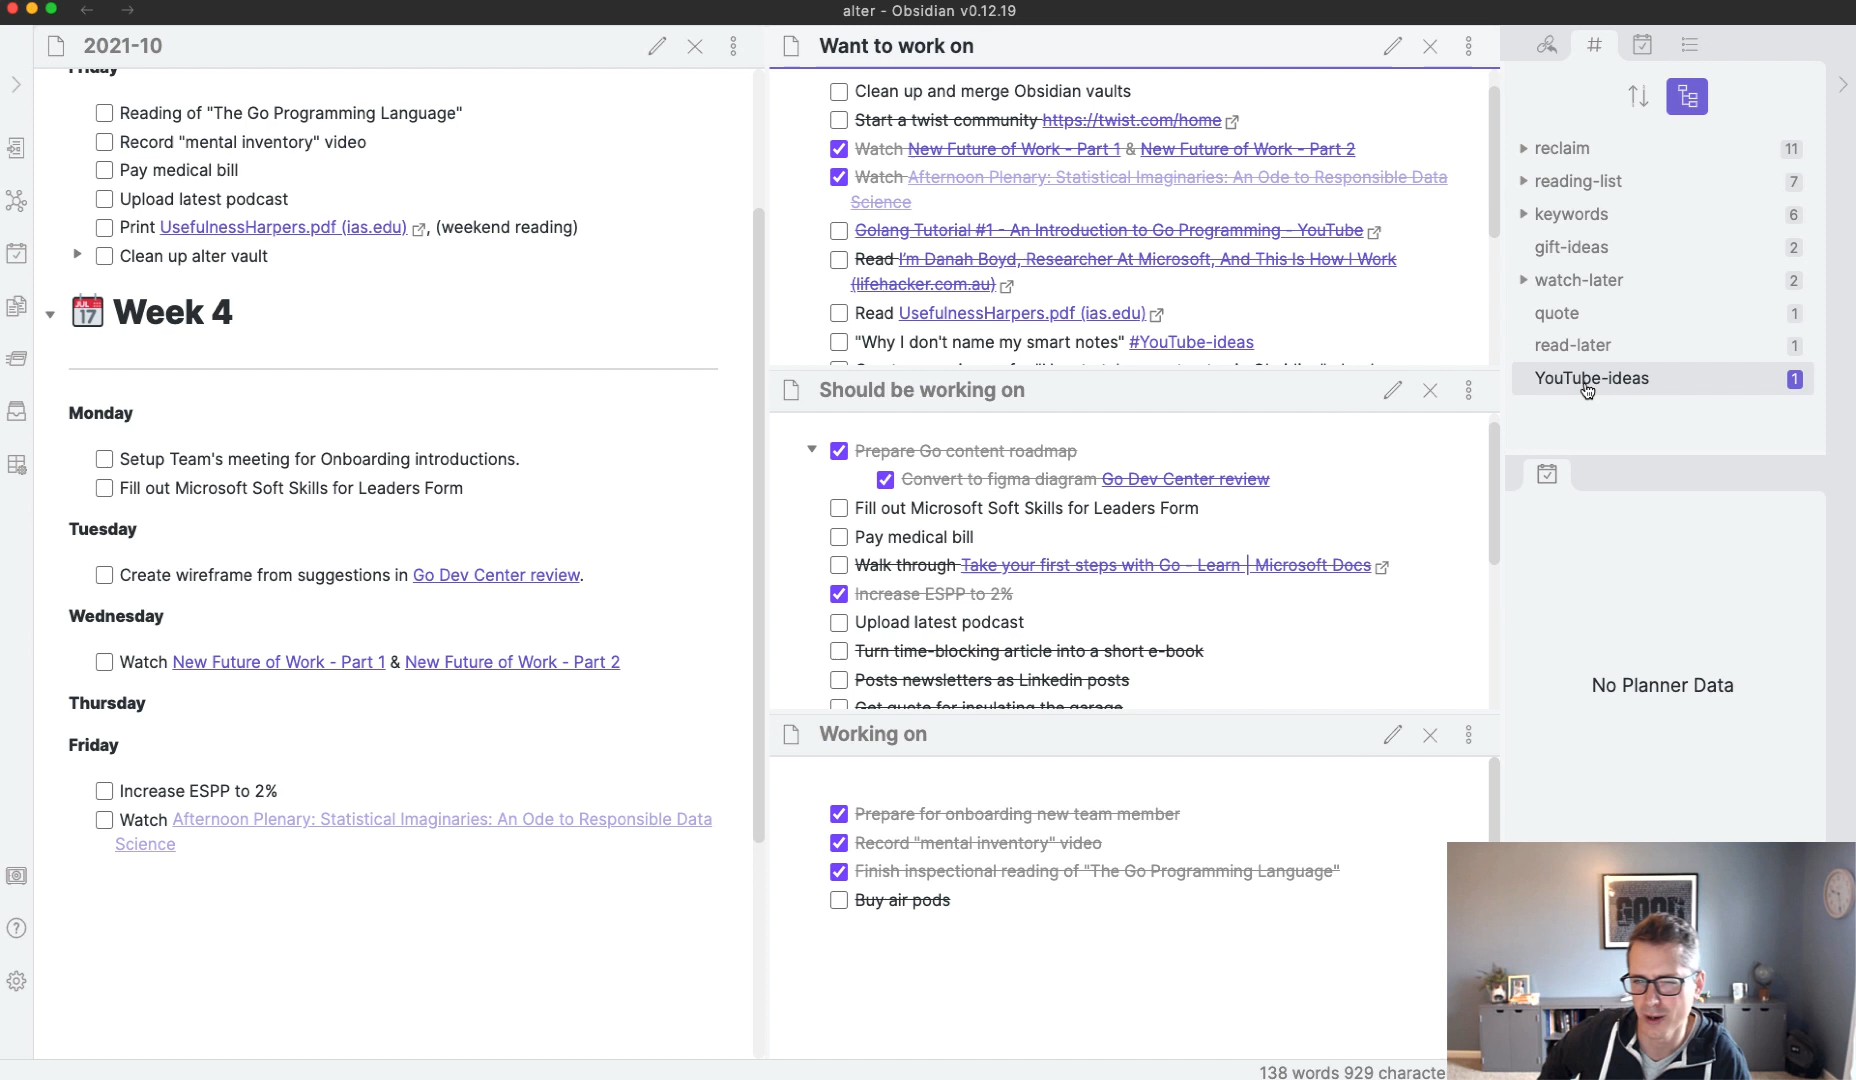 alter - Obsidian v0.12.19
2021-10
Friday
Reading of "The Go Programming Language"
Record "mental inventory" video
Pay medical bill
Upload latest podcast
Print UsefulnessHarpers.pdf (ias.edu), (weekend reading)
Clean up alter vault
JUL
17
Week 4
Monday
Setup Team's meeting for Onboarding introductions.
Fill out Microsoft Soft Skills for Leaders Form
Tuesday
Create wireframe from suggestions in Go Dev Center review.
Wednesday
Watch New Future of Work - Part 1 & New Future of Work - Part 2
Thursday
Friday
Increase ESPP to 2%
Watch Afternoon Plenary: Statistical Imaginaries: An Ode to Responsible Data
Science
Want to work on
Clean up and merge Obsidian vaults
Start a twist community https://twist.com/home
Watch New Future of Work - Part 1 & New Future of Work - Part 2
Watch Afternoon Plenary: Statistical Imaginaries: An Ode to Responsible Data
Science
Golang Tutorial #1 - An Introduction to Go Programming - YouTube
Read I'm Danah Boyd, Researcher At Microsoft, And This Is How I Work
(lifehacker.com.au)
Read UsefulnessHarpers.pdf (ias.edu)
"Why I don't name my smart notes" #YouTube-ideas
Should be working on
Prepare Go content roadmap
Convert to figma diagram Go Dev Center review
Fill out Microsoft Soft Skills for Leaders Form
Pay medical bill
Walk through Take your first steps with Go - Learn | Microsoft Docs
Increase ESPP to 2%
Upload latest podcast
Turn time-blocking article into a short e-book
Posts newsletters as Linkedin posts
Get quote for insulating the garage
Working on
Prepare for onboarding new team member
Record "mental inventory" video
Finish inspectional reading of "The Go Programming Language"
Buy air pods
138 words 929 characte
#
reclaim 11
reading-list 7
keywords 6
gift-ideas 2
watch-later 2
quote 1
read-later 1
YouTube-ideas 1
No Planner Data
GOOD